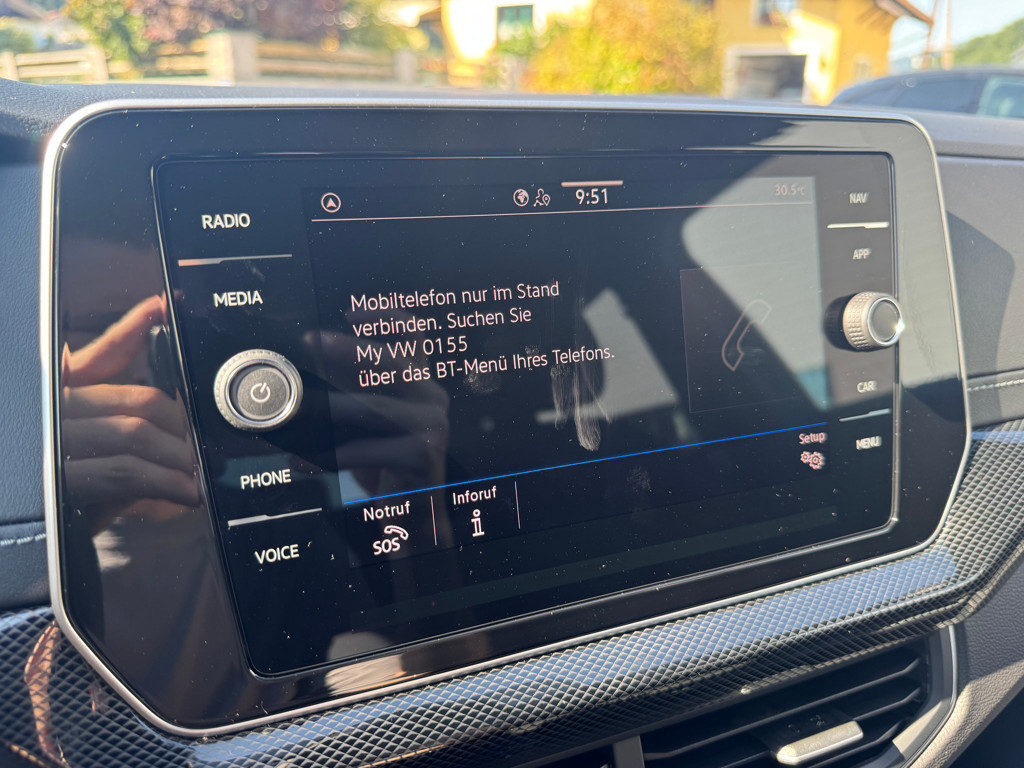 9:51
30.5°C
RADIO
MEDIA
PHONE
VOICE
Mobiltelefon nur im Stand
verbinden. Suchen Sie
My VW 0155
über das BT-Menü Ihres Telefons.
Notruf
SOS
Inforuf
Setup
NAV
APP
CAR
MENU